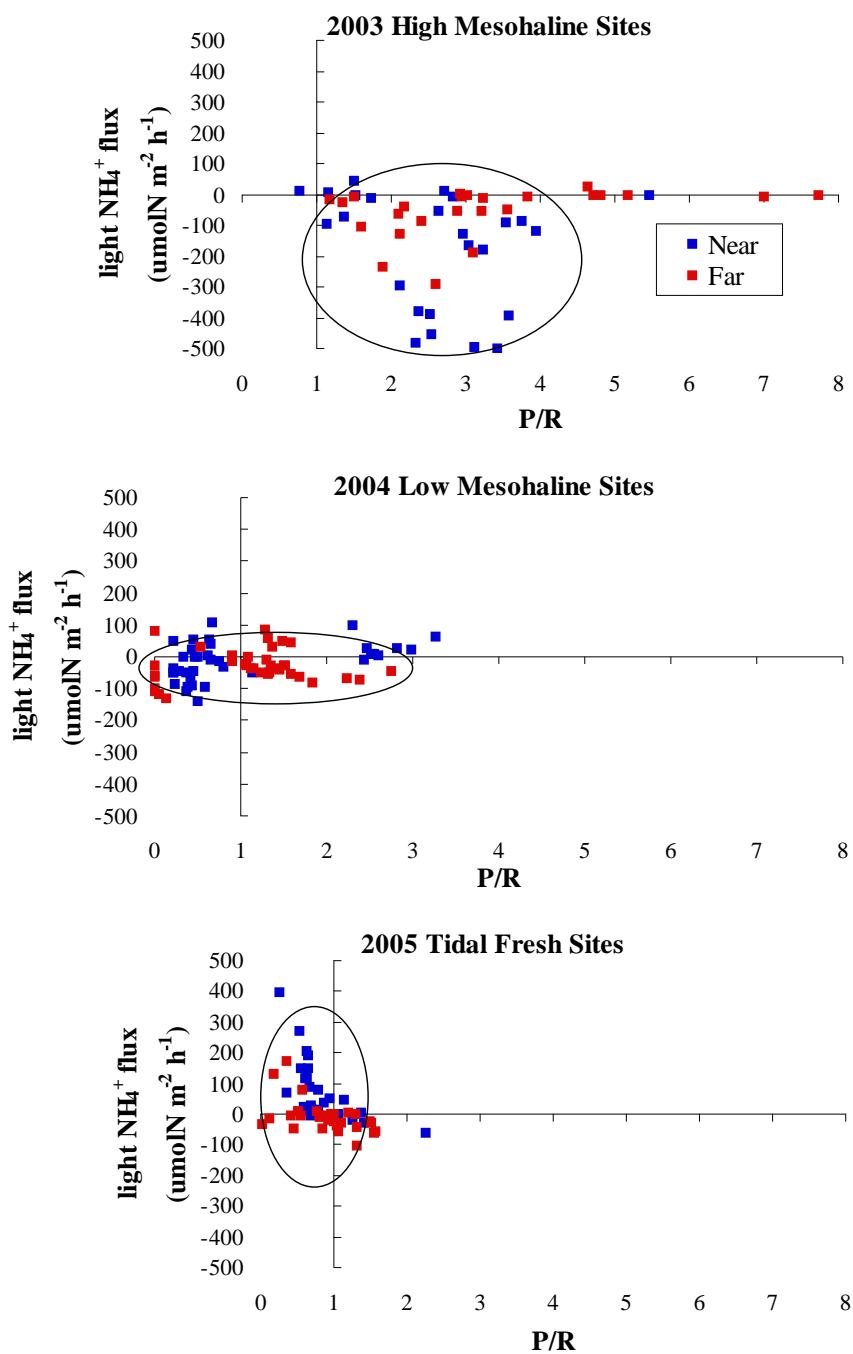 2003 High Mesohaline Sites
500
400
300
200
100
0
-100
-200
-300
-400
-500
light NH₄⁺ flux
(umolN m⁻² h⁻¹)
Near
Far
0 1 2 3 4 5 6 7 8
P/R
2004 Low Mesohaline Sites
500
400
300
200
100
0
-100
-200
-300
-400
-500
light NH₄⁺ flux
(umolN m⁻² h⁻¹)
0 1 2 3 4 5 6 7 8
P/R
2005 Tidal Fresh Sites
500
400
300
200
100
0
-100
-200
-300
-400
-500
light NH₄⁺ flux
(umolN m⁻² h⁻¹)
0 1 2 3 4 5 6 7 8
P/R